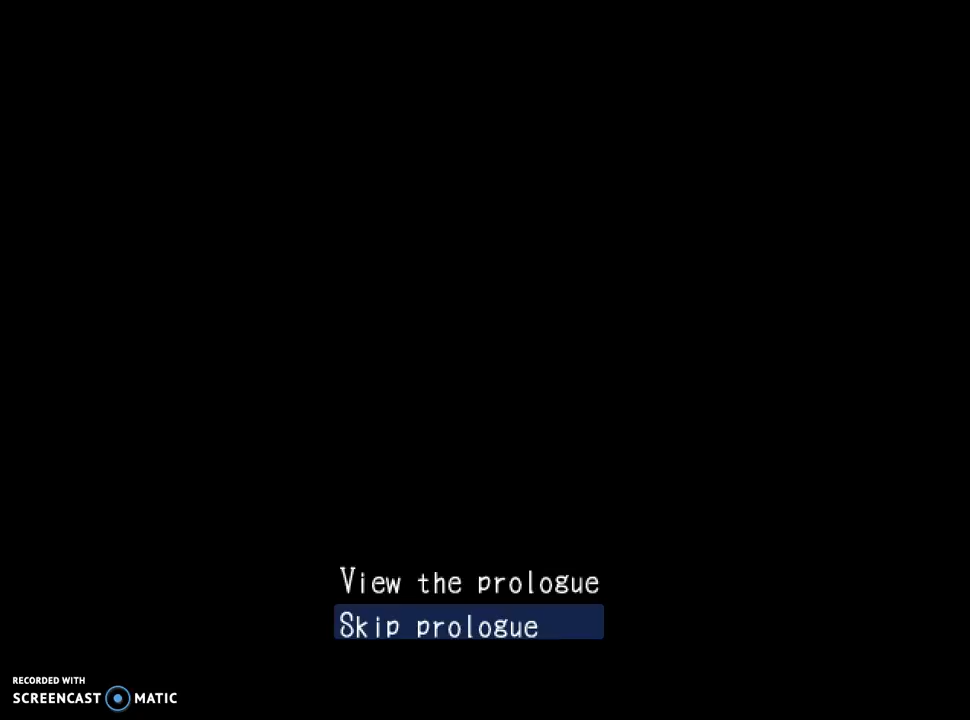 View the prologue
Skip prologue
RECORDED WITH
SCREENCAST MATIC